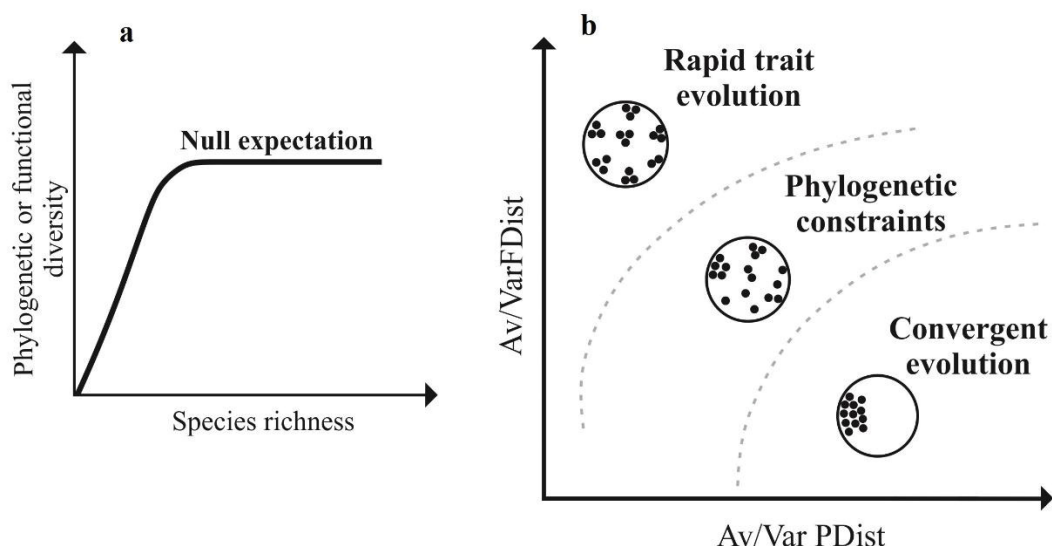 a
Phylogenetic or functional
diversity
Null expectation
Species richness
b
Av/VarFDist
Rapid trait
evolution
Phylogenetic
constraints
Convergent
evolution
Av/Var PDist